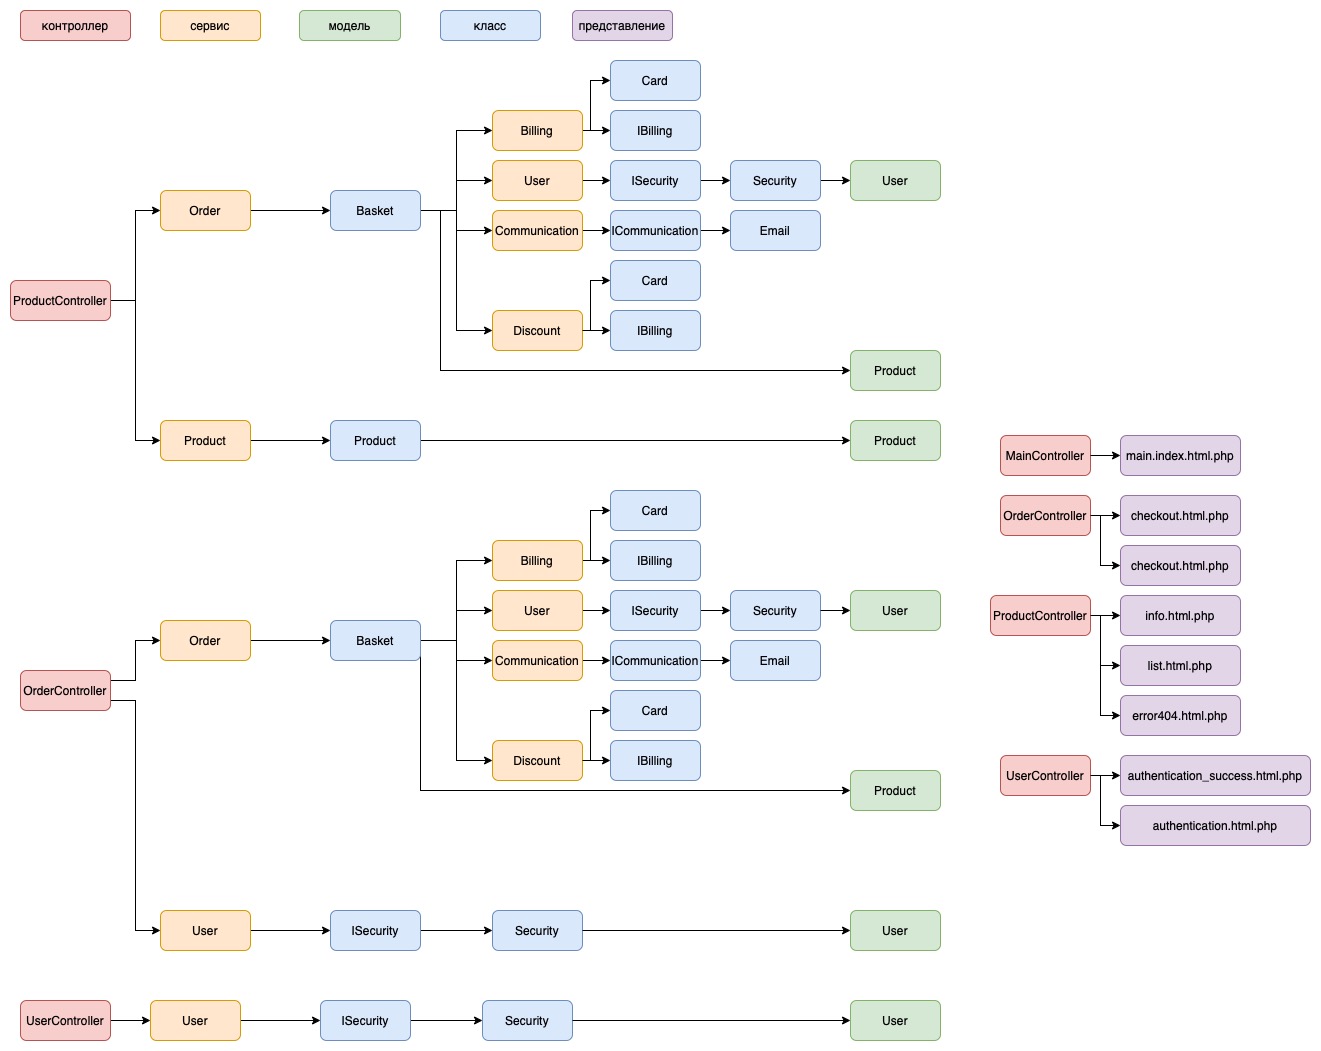 контроллер
сервис
модель
класс
представление
Card
Billing
IBilling
User
ISecurity
Security
User
Order
Basket
Communication
ICommunication
Email
Card
ProductController
Discount
IBilling
Product
Product
Product
Product
Card
Billing
IBilling
User
ISecurity
Security
User
Order
Basket
Communication
ICommunication
Email
OrderController
Card
Discount
IBilling
Product
User
ISecurity
Security
User
UserController
User
ISecurity
Security
User
MainController
main.index.html.php
OrderController
checkout.html.php
checkout.html.php
ProductController
info.html.php
list.html.php
error404.html.php
UserController
authentication_success.html.php
authentication.html.php